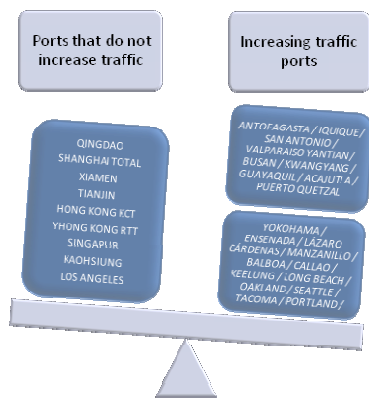 Ports that do not
increase traffic
Increasing traffic
ports
QINGDAO
SHANGHAI TOTAL
XIAMEN
TIANJIN
HONG KONG KCT
YHONG KONG RTT
SINGAPUR
KAOHSIUNG
LOS ANGELES
ANTOFAGASTA / IQUIQUE /
SAN ANTONIO /
VALPARAISO YANTIAN /
BUSAN / KWANGYANG /
GUAYAQUIL / ACAJUTLA /
PUERTO QUETZAL
YOKOHAMA /
ENSENADA / LÁZARO
CÁRDENAS / MANZANILLO /
BALBOA / CALLAO /
KEELUNG / LONG BEACH /
OAKLAND / SEATTLE /
TACOMA / PORTLAND /